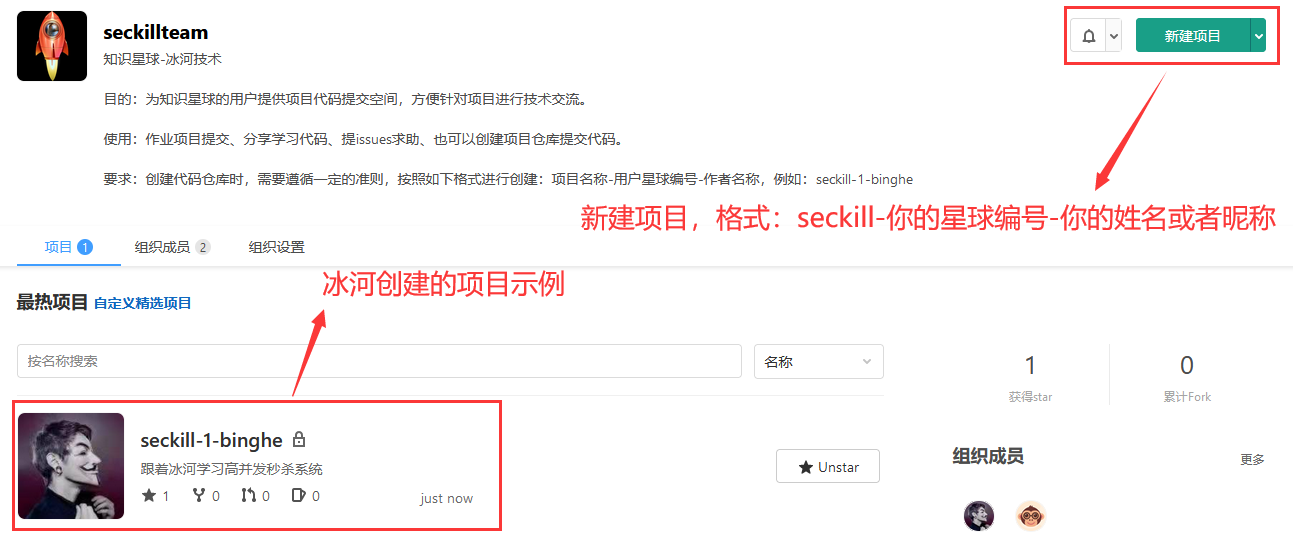 seckillteam
新建项目
知识星球-冰河技术
目的：为知识星球的用户提供项目代码提交空间，方便针对项目进行技术交流。
使用：作业项目提交、分享学习代码、提issues求助、也可以创建项目仓库提交代码。
要求：创建代码仓库时，需要遵循一定的准则，按照如下格式进行创建：项目名称-用户星球编号-作者名称，例如：seckill-1-binghe
新建项目，格式：seckill-你的星球编号-你的姓名或者昵称
项目 1 组织成员 2 组织设置
冰河创建的项目示例
最热项目 自定义精选项目
按名称搜索 名称
1 0
获得star 累计Fork
seckill-1-binghe
跟着冰河学习高并发秒杀系统
1 0 0 0 just now
Unstar
组织成员 更多